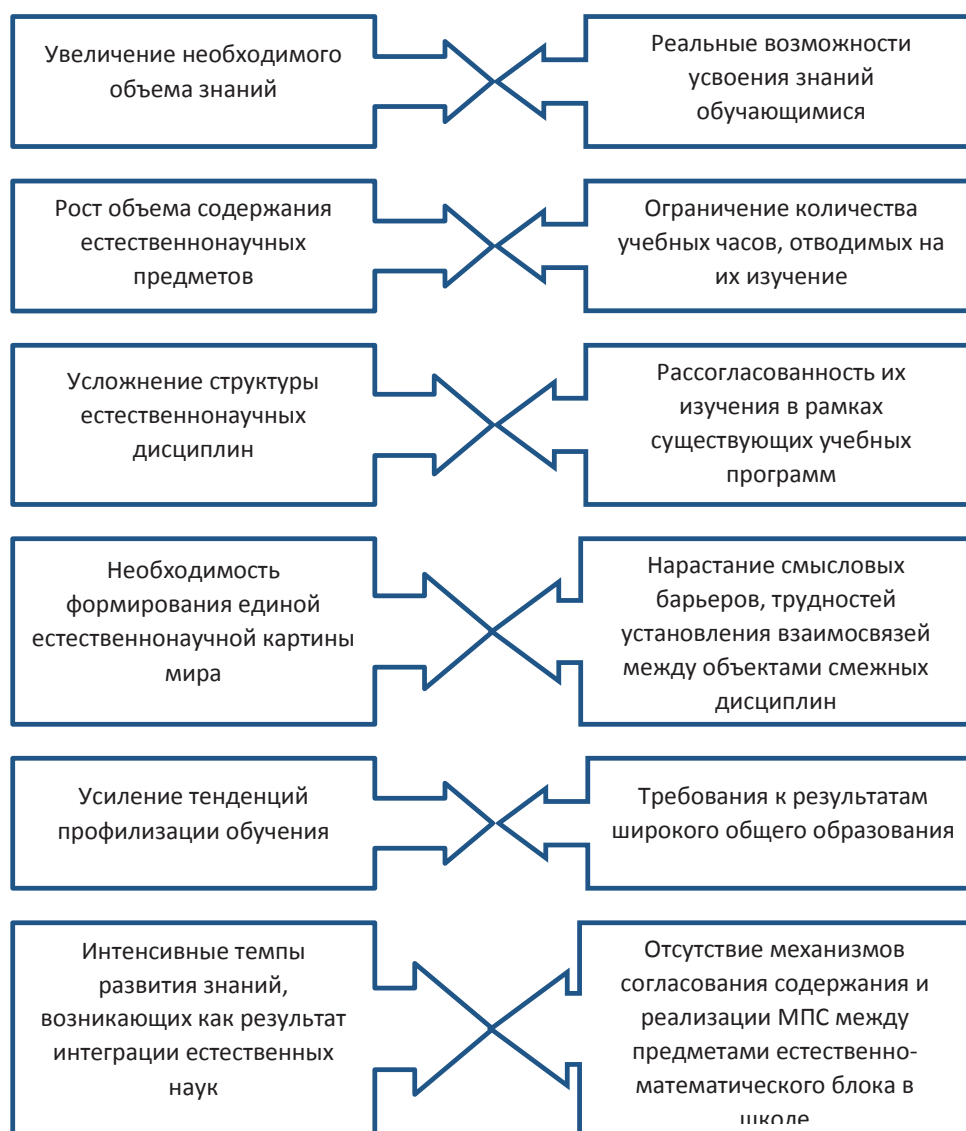 Увеличение необходимого
объема знаний
Реальные возможности
усвоения знаний
обучающимися
Рост объема содержания
естественнонаучных
предметов
Ограничение количества
учебных часов, отводимых на
их изучение
Усложнение структуры
естественнонаучных
дисциплин
Рассогласованность их
изучения в рамках
существующих учебных
программ
Необходимость
формирования единой
естественнонаучной картины
мира
Нарастание смысловых
барьеров, трудностей
установления взаимосвязей
между объектами смежных
дисциплин
Усиление тенденций
профилизации обучения
Требования к результатам
широкого общего образования
Интенсивные темпы
развития знаний,
возникающих как результат
интеграции естественных
наук
Отсутствие механизмов
согласования содержания и
реализации МПС между
предметами естественно-
математического блока в
школе